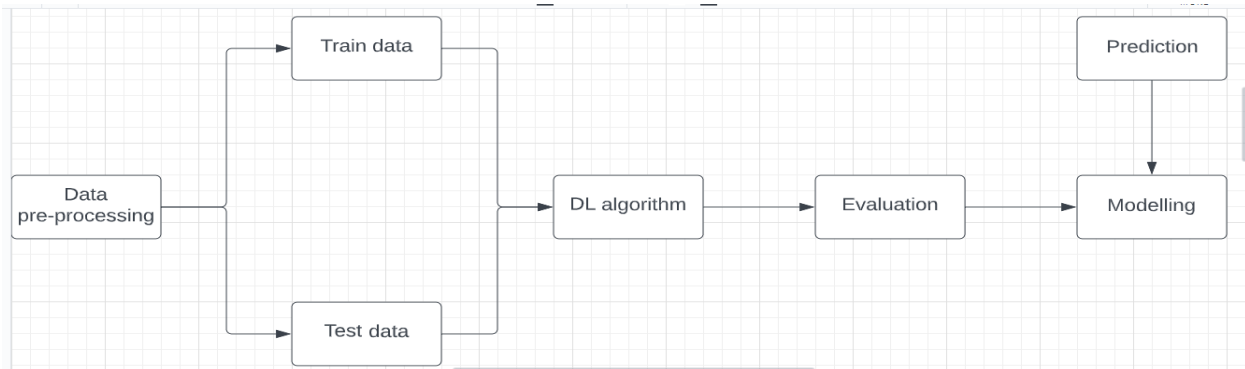 Train data
Prediction
Data
pre-processing
DL algorithm
Evaluation
Modelling
Test data